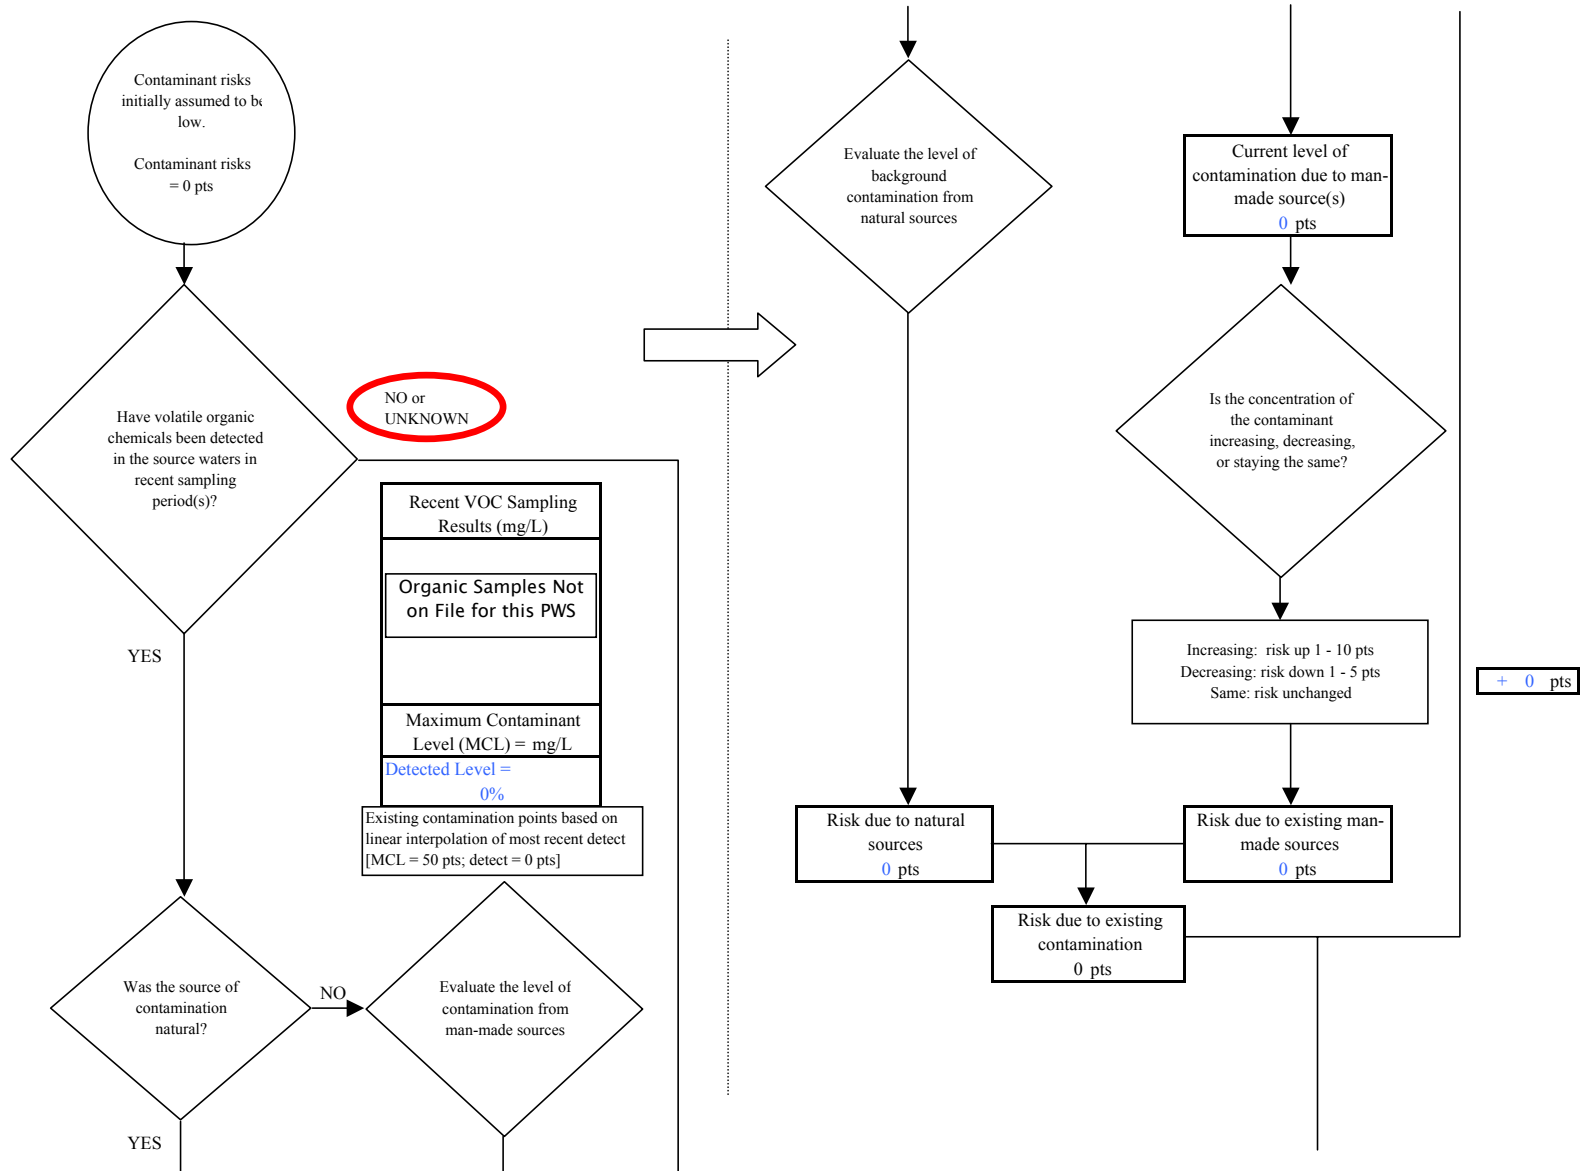 Contaminant risks
initially assumed to be
low.
Contaminant risks
= 0 pts
Have volatile organic
chemicals been detected
in the source waters in
recent sampling
period(s)?
NO or
UNKNOWN
Recent VOC Sampling
Results (mg/L)
Organic Samples Not
on File for this PWS
Maximum Contaminant
Level (MCL) = mg/L
Detected Level =
0%
Existing contamination points based on
linear interpolation of most recent detect
[MCL = 50 pts; detect = 0 pts]
YES
Was the source of
contamination
natural?
NO
Evaluate the level of
contamination from
man-made sources
YES
Evaluate the level of
background
contamination from
natural sources
Current level of
contamination due to man-
made source(s)
0 pts
Is the concentration of
the contaminant
increasing, decreasing,
or staying the same?
Increasing: risk up 1 - 10 pts
Decreasing: risk down 1 - 5 pts
Same: risk unchanged
+ 0 pts
Risk due to natural
sources
0 pts
Risk due to existing man-
made sources
0 pts
Risk due to existing
contamination
0 pts